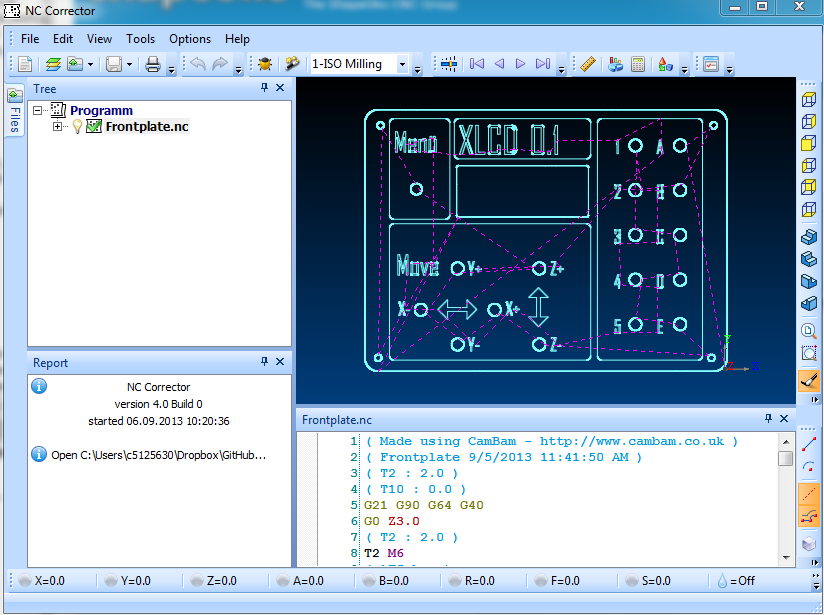 The ShapeOko CNC Group
NC Corrector
File Edit View Tools Options Help
1-ISO Milling
Files
Tree
Programm
Frontplate.nc
Report
NC Corrector
version 4.0 Build 0
started 06.09.2013 10:20:36
Open C:\Users\c5125630\Dropbox\GitHub...
Menü XLCD 0.1
1 A
2 B
3 C
4 D
5 E
Move Y+ Z+
X- X+
Y- Z-
Z
Frontplate.nc
1 ( Made using CamBam - http://www.cambam.co.uk )
2 ( Frontplate 9/5/2013 11:41:50 AM )
3 ( T2 : 2.0 )
4 ( T10 : 0.0 )
5 G21 G90 G64 G40
6 G0 Z3.0
7 ( T2 : 2.0 )
8 T2 M6
X=0.0 Y=0.0 Z=0.0 A=0.0 B=0.0 R=0.0 F=0.0 S=0.0 =Off